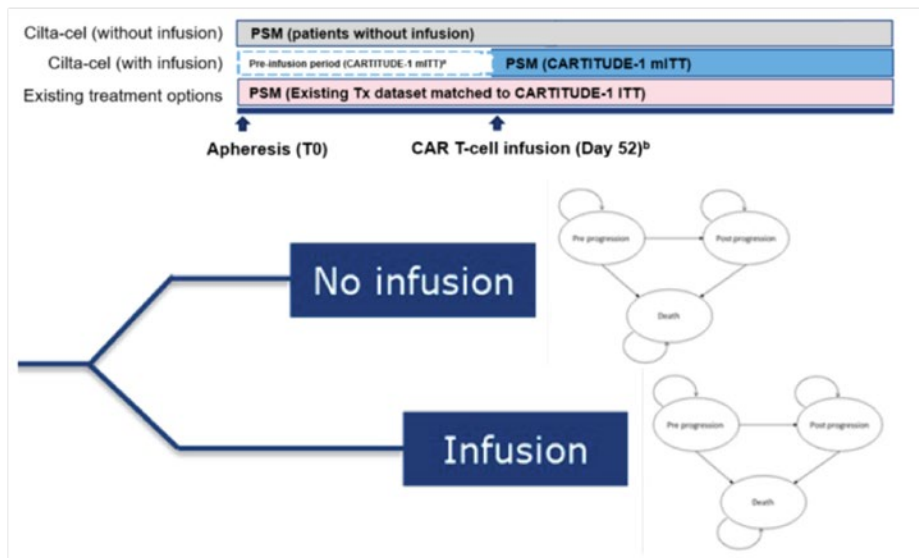 Cilta-cel (without infusion) PSM (patients without infusion)
Cilta-cel (with infusion) Pre-infusion period (CARTITUDE-1 mITT)ᵃ PSM (CARTITUDE-1 mITT)
Existing treatment options PSM (Existing Tx dataset matched to CARTITUDE-1 ITT)
Apheresis (T0) CAR T-cell infusion (Day 52)ᵇ
Pre progression Post progression
No infusion
Death
Pre progression Post progression
Infusion
Death